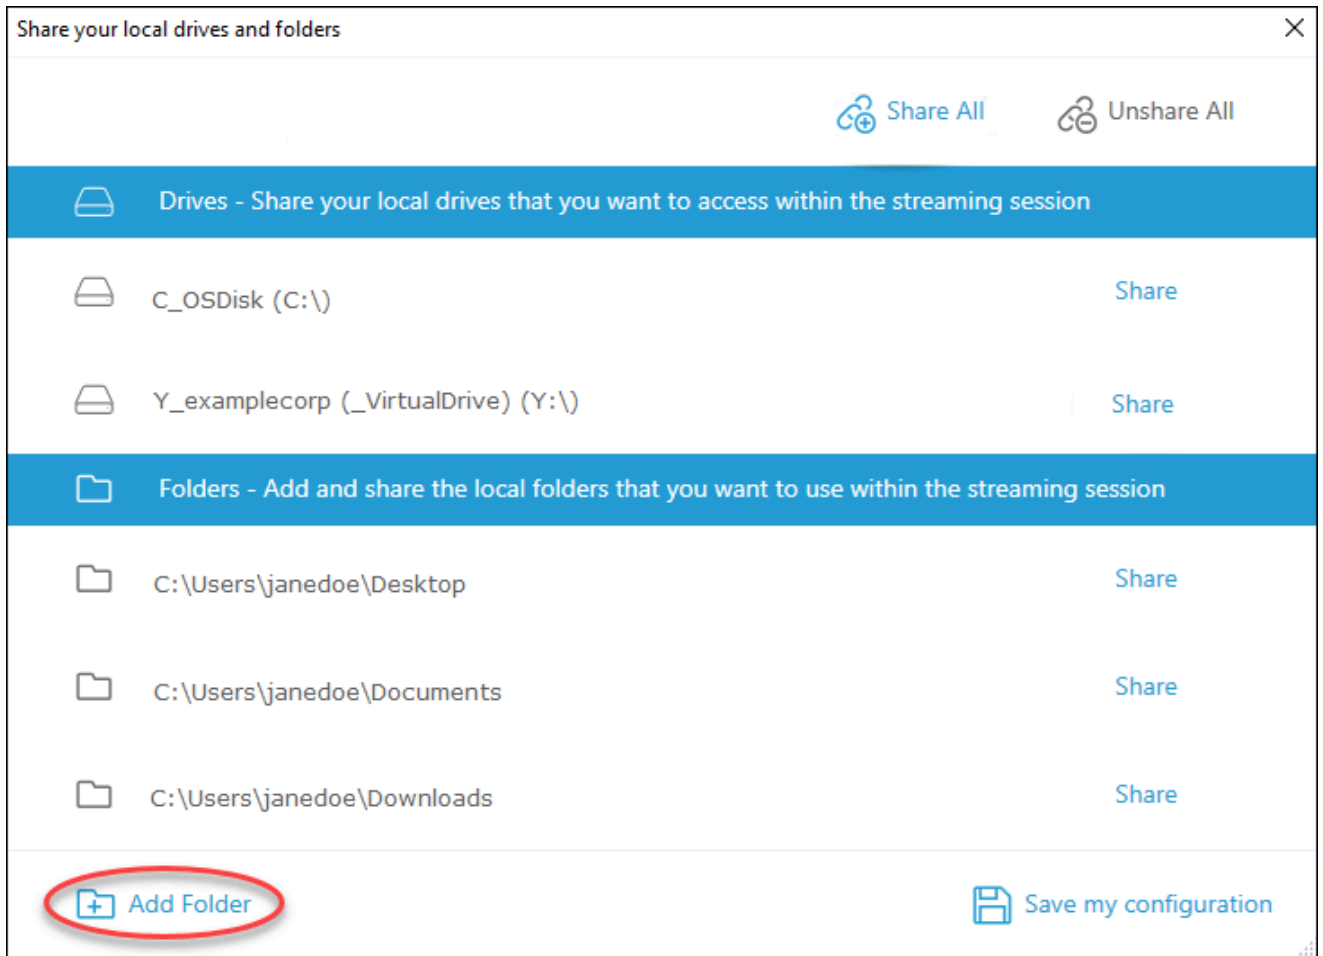 Share your local drives and folders
Share All
Unshare All
Drives - Share your local drives that you want to access within the streaming session
C_OSDisk (C:\)
Share
Y_examplecorp (_VirtualDrive) (Y:\)
Share
Folders - Add and share the local folders that you want to use within the streaming session
C:\Users\janedoe\Desktop
Share
C:\Users\janedoe\Documents
Share
C:\Users\janedoe\Downloads
Share
Add Folder
Save my configuration